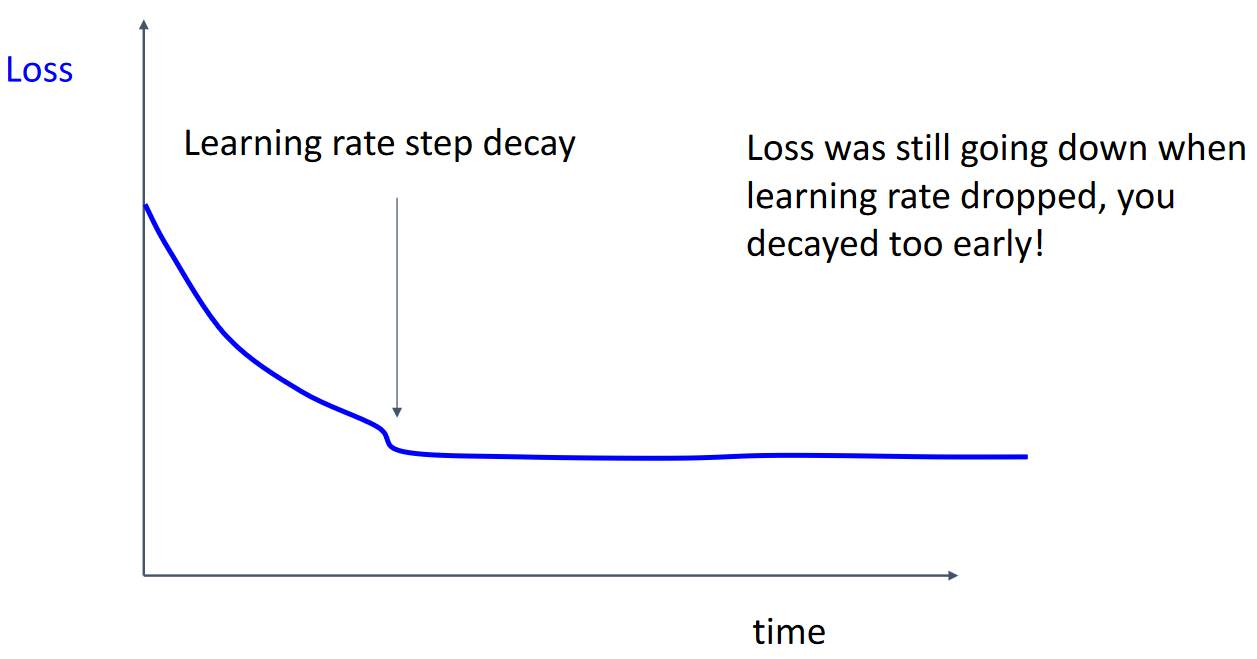 Loss
Learning rate step decay
Loss was still going down when
learning rate dropped, you
decayed too early!
time